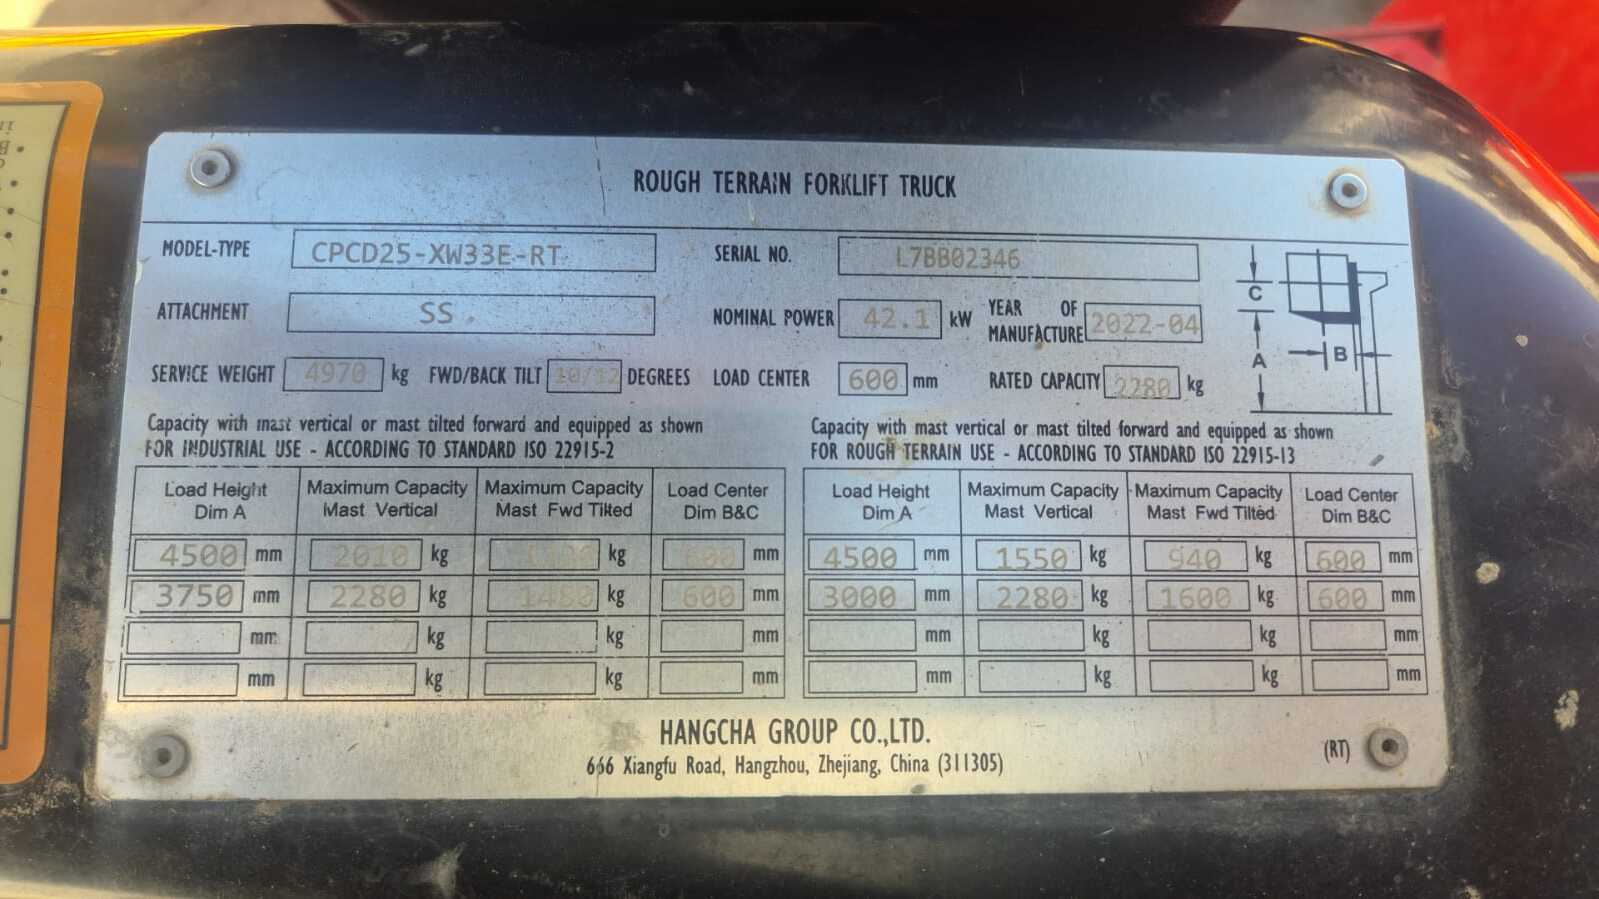 ROUGH TERRAIN FORKLIFT TRUCK
MODEL-TYPE CPCD25-XW33E-RT SERIAL NO. L7BB02346
ATTACHMENT SS NOMINAL POWER 42.1 kW YEAR OF MANUFACTURE 2022-04
SERVICE WEIGHT 4970 kg FWD/BACK TILT 10/12 DEGREES LOAD CENTER 600 mm RATED CAPACITY 2280 kg
C
B
A
Capacity with mast vertical or mast tilted forward and equipped as shown
FOR INDUSTRIAL USE - ACCORDING TO STANDARD ISO 22915-2
Load Height Dim A Maximum Capacity Mast Vertical Maximum Capacity Mast Fwd Tilted Load Center Dim B&C
4500 mm 2010 kg kg 600 mm
3750 mm 2280 kg 1480 kg 600 mm
mm kg kg mm
mm kg kg mm
Capacity with mast vertical or mast tilted forward and equipped as shown
FOR ROUGH TERRAIN USE - ACCORDING TO STANDARD ISO 22915-13
Load Height Dim A Maximum Capacity Mast Vertical Maximum Capacity Mast Fwd Tilted Load Center Dim B&C
4500 mm 1550 kg 940 kg 600 mm
3000 mm 2280 kg 1600 kg 600 mm
mm kg kg mm
mm kg kg mm
HANGCHA GROUP CO.,LTD.
666 Xiangfu Road, Hangzhou, Zhejiang, China (311305)
(RT)